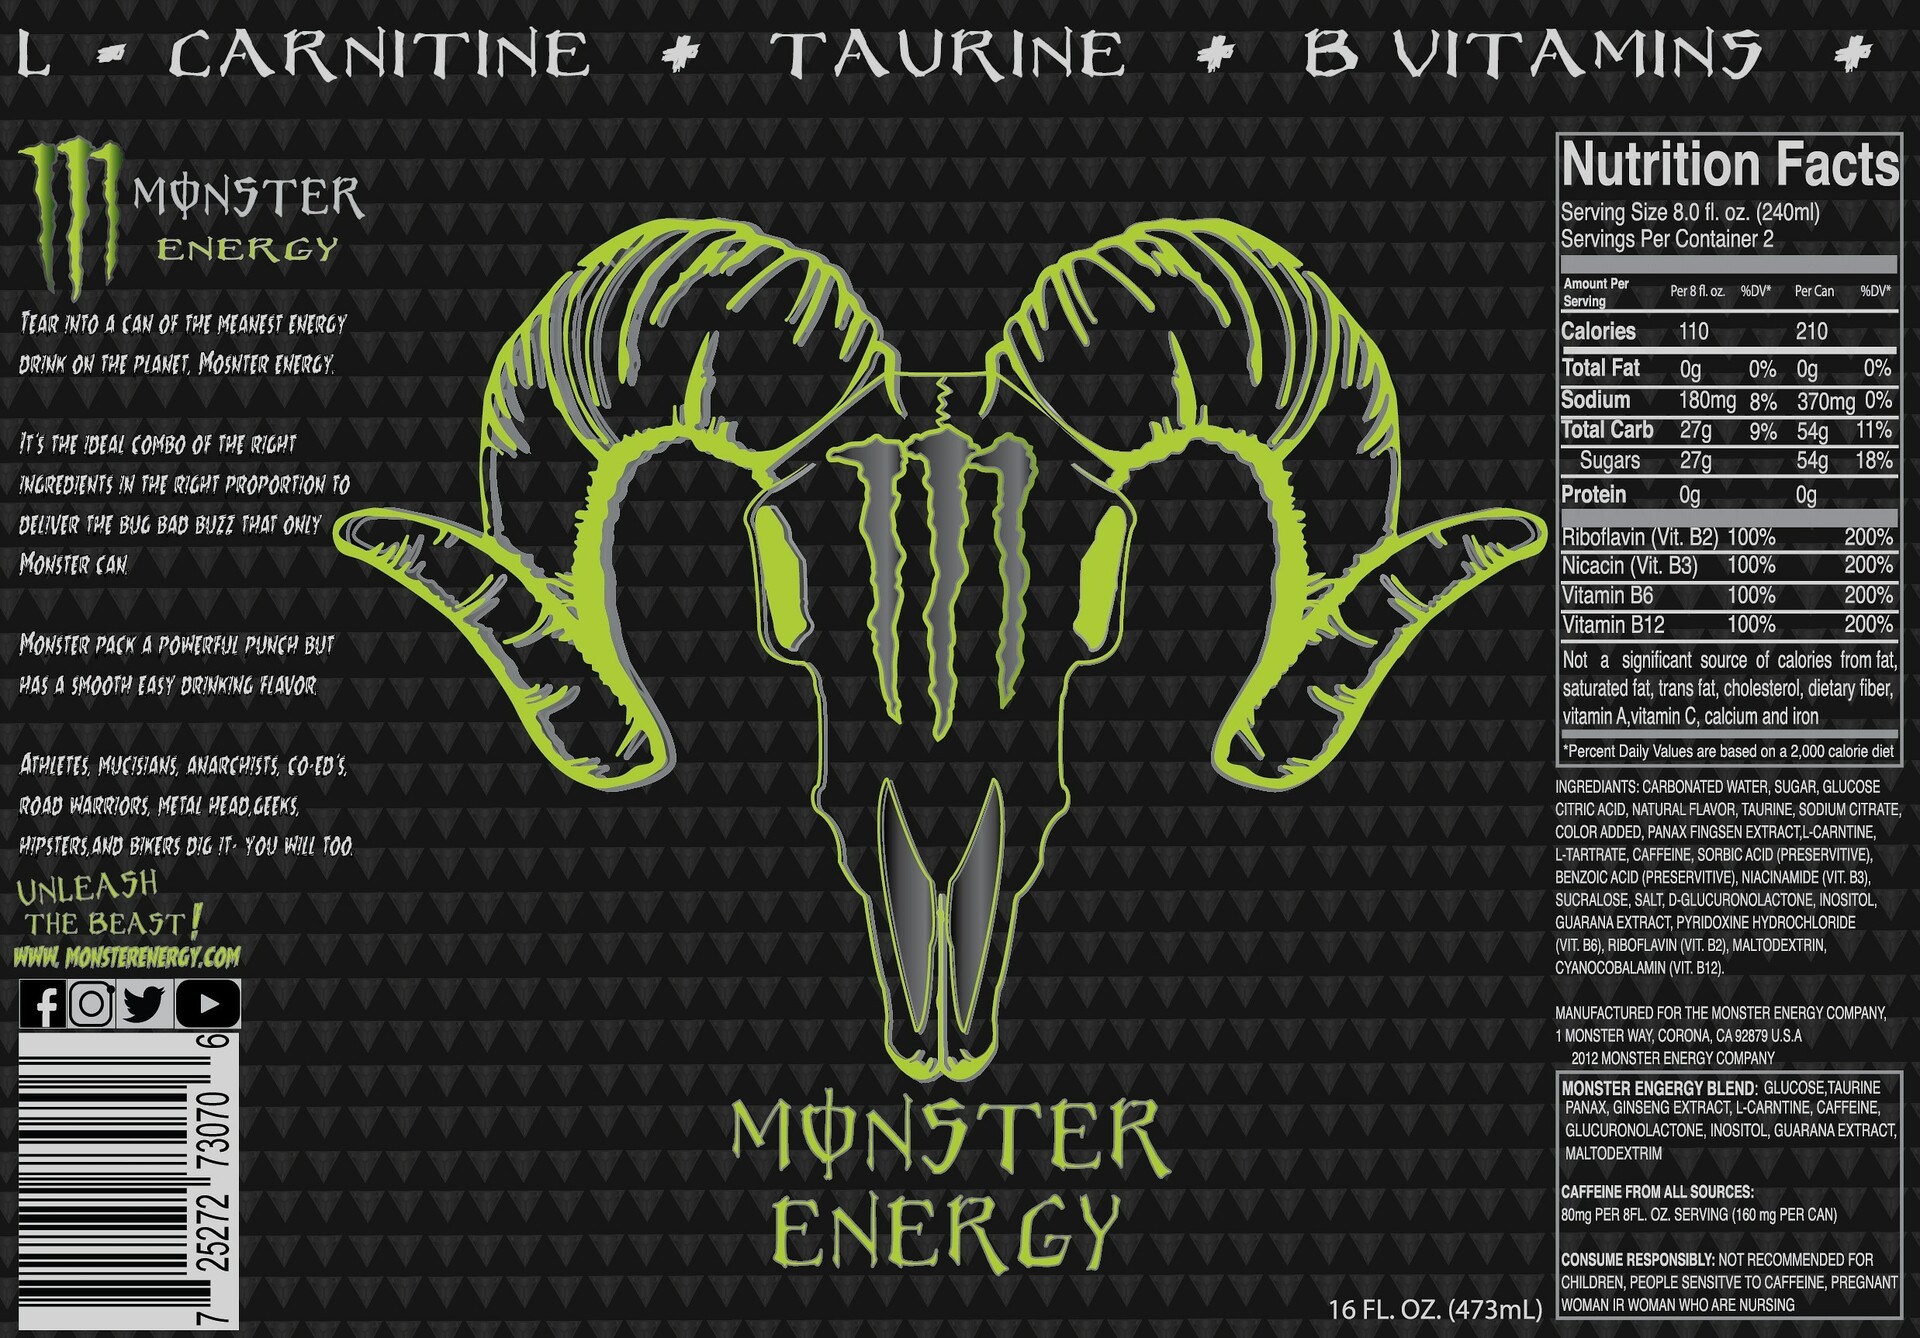 L - CARNITINE * TAURINE * B VITAMINS *
MONSTER
ENERGY
TEAR INTO A CAN OF THE MEANEST ENERGY
DRINK ON THE PLANET, MOSNTER ENERGY.
IT'S THE IDEAL COMBO OF THE RIGHT
INGREDIENTS IN THE RIGHT PROPORTION TO
DELIVER THE BUG BAD BUZZ THAT ONLY
MONSTER CAN.
MONSTER PACK A POWERFUL PUNCH BUT
HAS A SMOOTH EASY DRINKING FLAVOR.
ATHLETES, MUCISIANS, ANARCHISTS, CO-ED'S,
ROAD WARRIORS, METAL HEAD,GEEKS,
HIPSTERS,AND BIKERS DIG IT- YOU WILL TOO.
UNLEASH
THE BEAST!
WWW. MONSTERENERGY.COM
7 25272 73070 6
MONSTER
ENERGY
16 FL. OZ. (473mL)
Nutrition Facts
Serving Size 8.0 fl. oz. (240ml)
Servings Per Container 2
Amount Per
Serving Per 8 fl. oz. %DV* Per Can %DV*
Calories 110 210
Total Fat 0g 0% 0g 0%
Sodium 180mg 8% 370mg 0%
Total Carb 27g 9% 54g 11%
Sugars 27g 54g 18%
Protein 0g 0g
Riboflavin (Vit. B2) 100% 200%
Nicacin (Vit. B3) 100% 200%
Vitamin B6 100% 200%
Vitamin B12 100% 200%
Not a significant source of calories from fat,
saturated fat, trans fat, cholesterol, dietary fiber,
vitamin A,vitamin C, calcium and iron
*Percent Daily Values are based on a 2,000 calorie diet
INGREDIANTS: CARBONATED WATER, SUGAR, GLUCOSE
CITRIC ACID, NATURAL FLAVOR, TAURINE, SODIUM CITRATE,
COLOR ADDED, PANAX FINGSEN EXTRACT,L-CARNTINE,
L-TARTRATE, CAFFEINE, SORBIC ACID (PRESERVITIVE),
BENZOIC ACID (PRESERVITIVE), NIACINAMIDE (VIT. B3),
SUCRALOSE, SALT, D-GLUCURONOLACTONE, INOSITOL,
GUARANA EXTRACT, PYRIDOXINE HYDROCHLORIDE
(VIT. B6), RIBOFLAVIN (VIT. B2), MALTODEXTRIN,
CYANOCOBALAMIN (VIT. B12).
MANUFACTURED FOR THE MONSTER ENERGY COMPANY,
1 MONSTER WAY, CORONA, CA 92879 U.S.A
2012 MONSTER ENERGY COMPANY
MONSTER ENGERGY BLEND: GLUCOSE,TAURINE
PANAX, GINSENG EXTRACT, L-CARNTINE, CAFFEINE,
GLUCURONOLACTONE, INOSITOL, GUARANA EXTRACT,
MALTODEXTRIM
CAFFEINE FROM ALL SOURCES:
80mg PER 8FL. OZ. SERVING (160 mg PER CAN)
CONSUME RESPONSIBLY: NOT RECOMMENDED FOR
CHILDREN, PEOPLE SENSITVE TO CAFFEINE, PREGNANT
WOMAN IR WOMAN WHO ARE NURSING